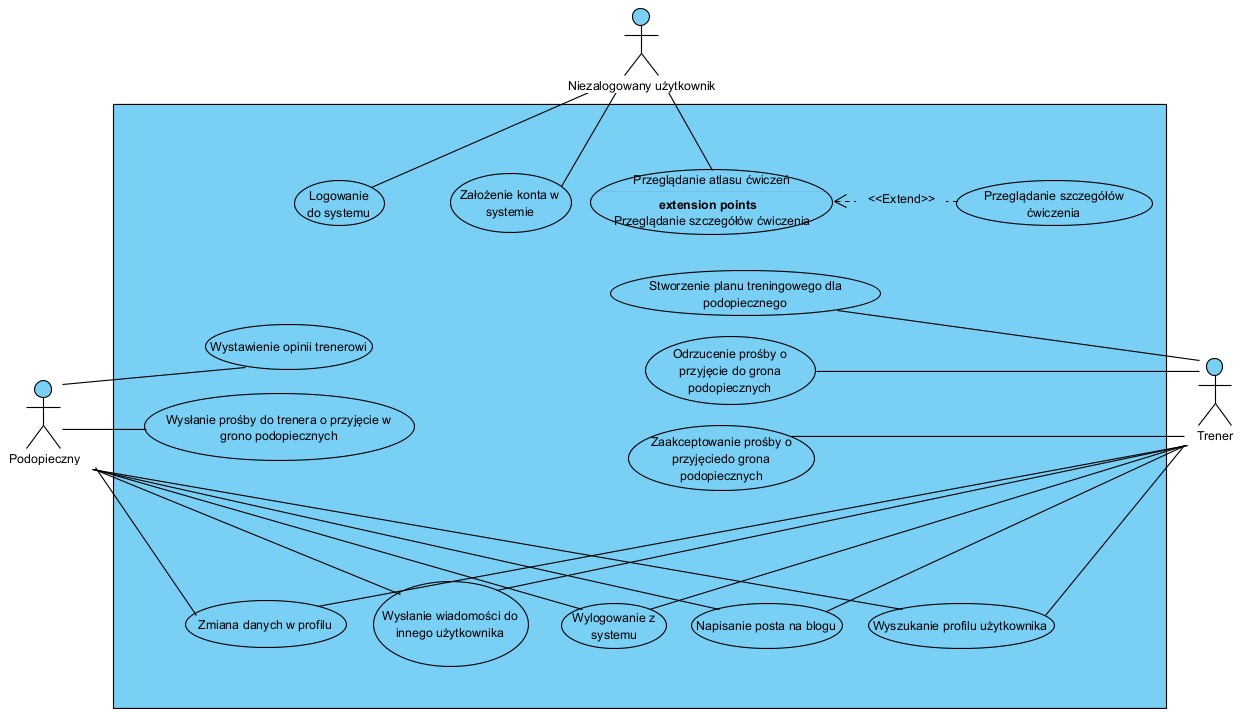 Niezalogowany użytkownik
Logowanie
do systemu
Założenie konta w
systemie
Przeglądanie atlasu ćwiczeń
extension points
Przeglądanie szczegółów ćwiczenia
<<Extend>>
Przeglądanie szczegółów
ćwiczenia
Stworzenie planu treningowego dla
podopiecznego
Wystawienie opinii trenerowi
Odrzucenie prośby o
przyjęcie do grona
podopiecznych
Wysłanie prośby do trenera o przyjęcie w
grono podopiecznych
Podopieczny
Trener
Zaakceptowanie prośby o
przyjęciedo grona
podopiecznych
Zmiana danych w profilu
Wysłanie wiadomości do
innego użytkownika
Wylogowanie z
systemu
Napisanie posta na blogu
Wyszukanie profilu użytkownika